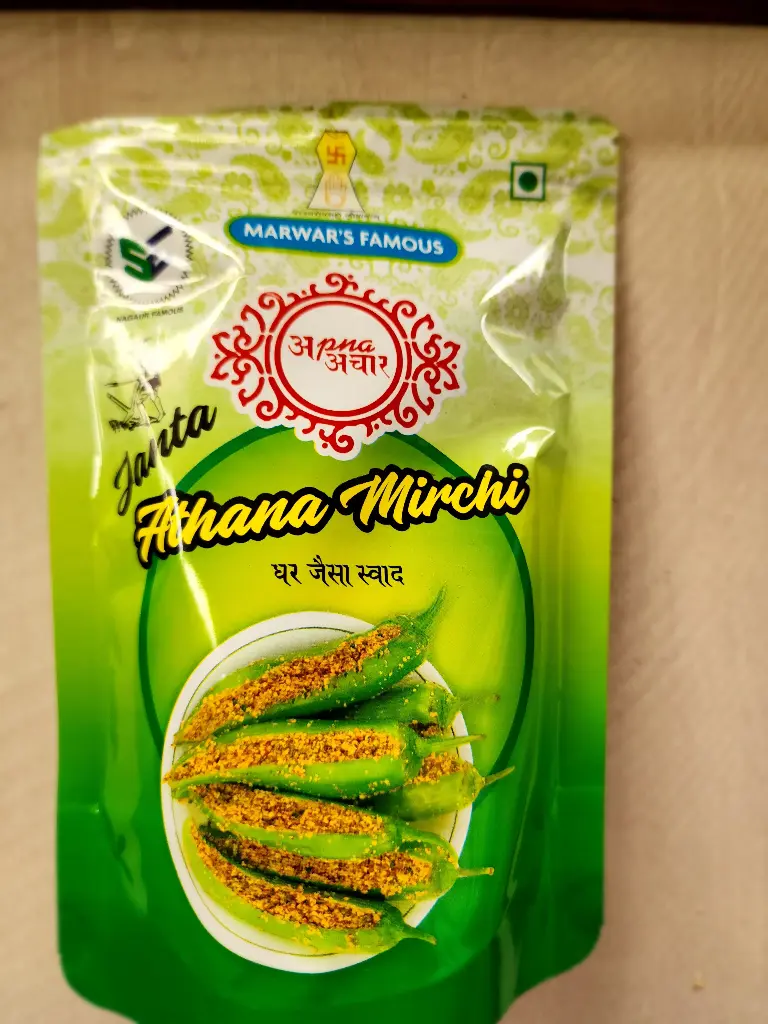 MARWAR'S FAMOUS
अpna
अचार
Janta
Athana Mirchi
घर जैसा स्वाद